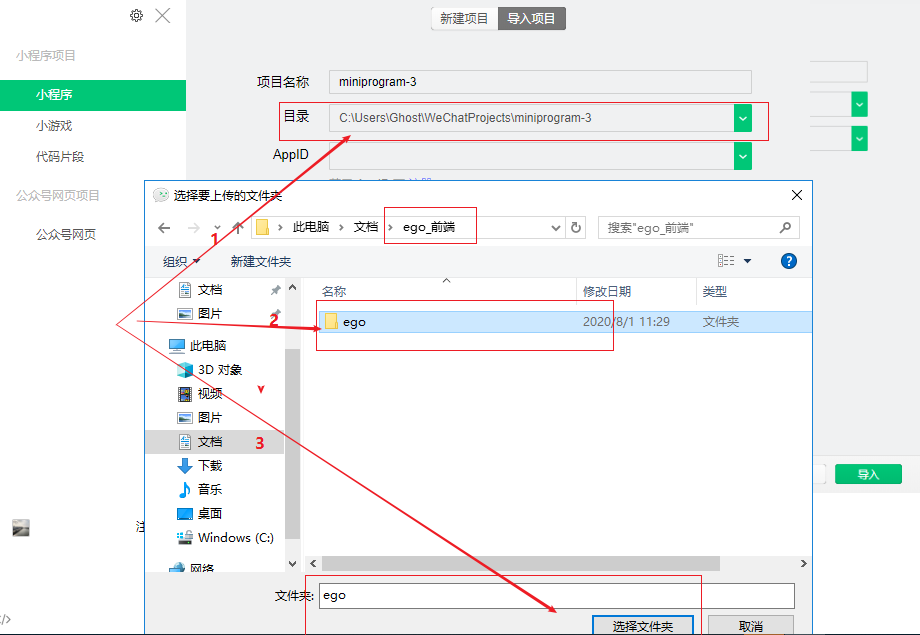 新建项目 导入项目
小程序项目
小程序
小游戏
代码片段
公众号网页项目
公众号网页
项目名称 miniprogram-3
目录 C:\Users\Ghost\WeChatProjects\miniprogram-3
AppID
选择要上传的文件夹
1
此电脑 文档 ego_前端
搜索"ego_前端"
组织 新建文件夹
文档
图片
此电脑
3D 对象
视频
图片
文档
下载
音乐
桌面
Windows (C:)
网络
2
3
名称 修改日期 类型
ego 2020/8/1 11:29 文件夹
导入
注
文件夹: ego
选择文件夹 取消